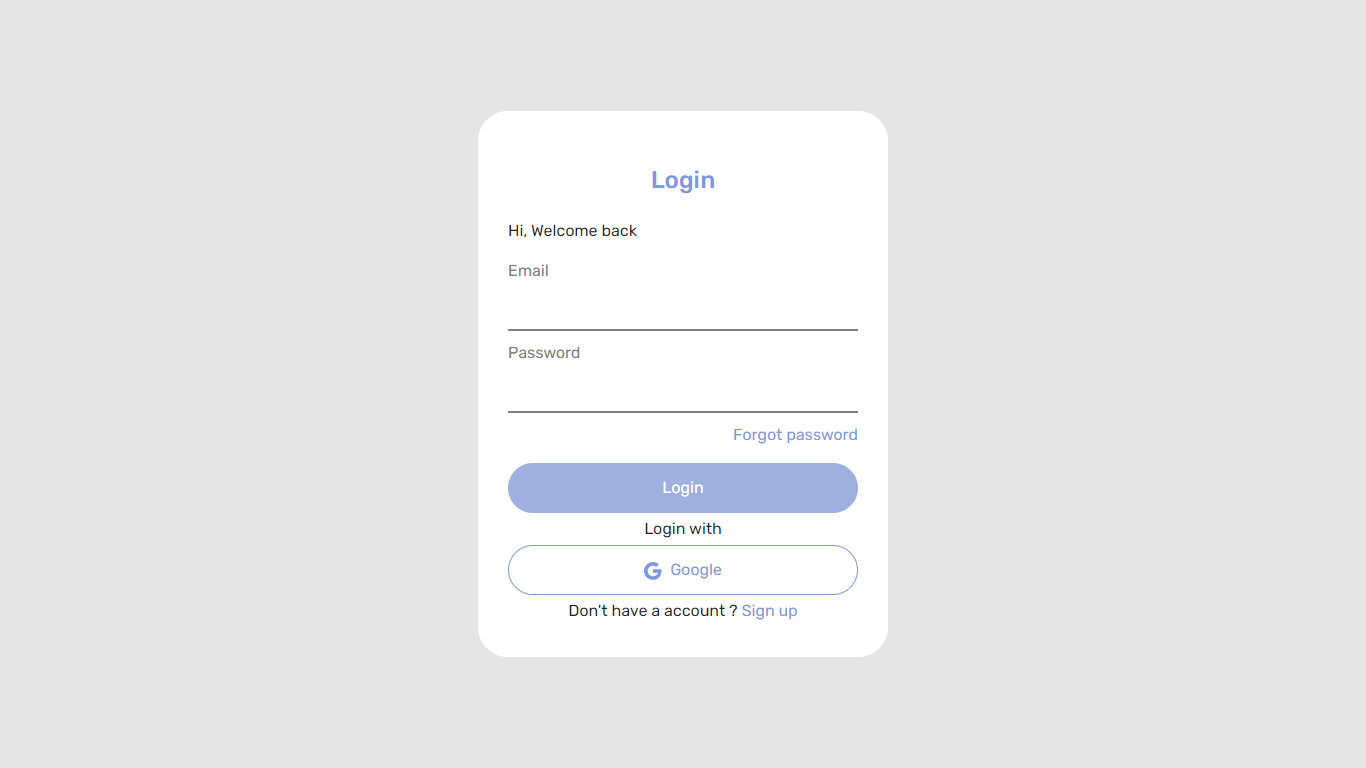 Login
Hi, Welcome back
Email
Password
Forgot password
Login
Login with
Google
Don't have a account ? Sign up